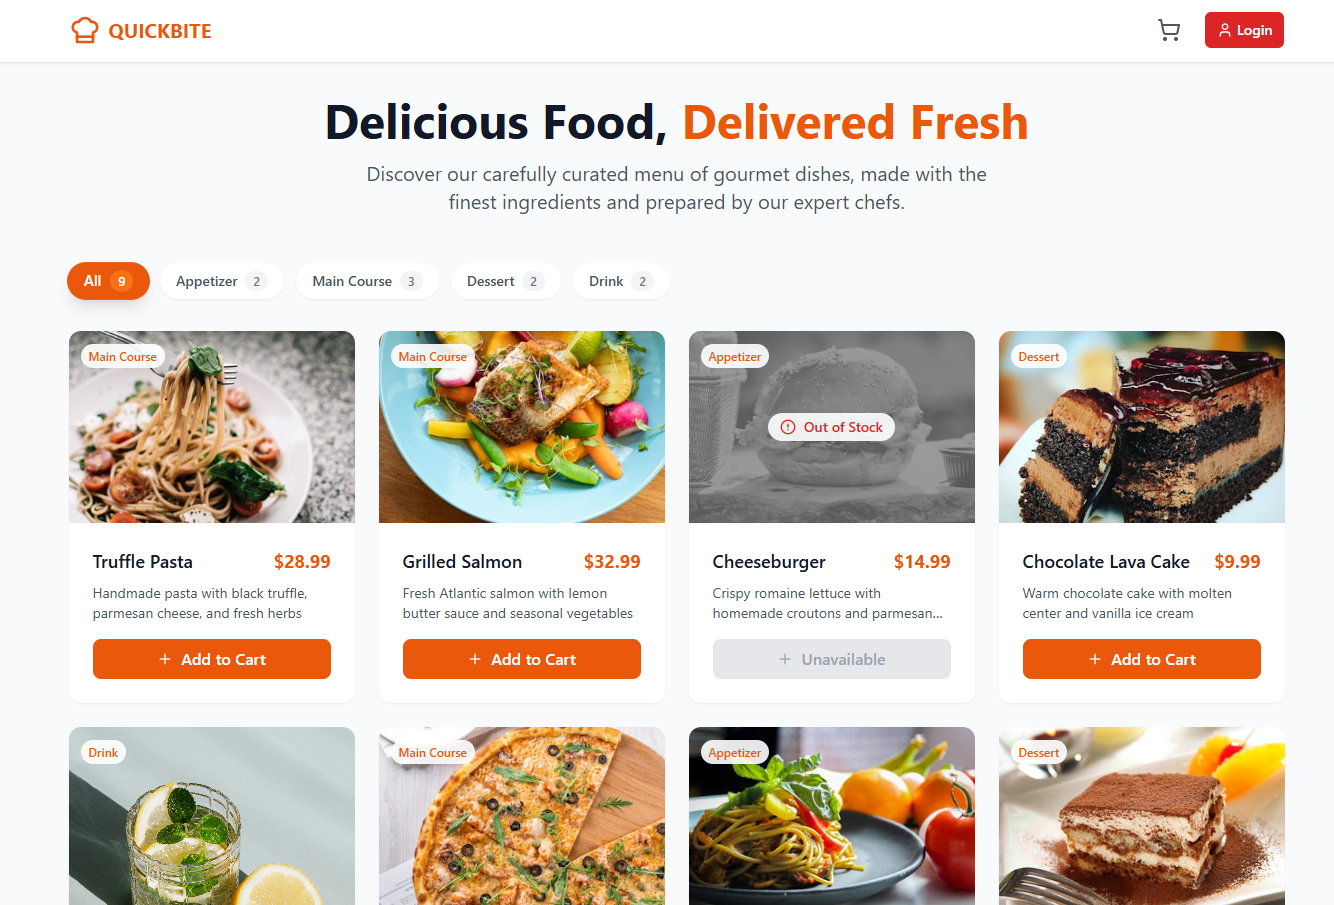 QUICKBITE
Login
Delicious Food, Delivered Fresh
Discover our carefully curated menu of gourmet dishes, made with the
finest ingredients and prepared by our expert chefs.
All 9
Appetizer 2
Main Course 3
Dessert 2
Drink 2
Main Course
Truffle Pasta $28.99
Handmade pasta with black truffle,
parmesan cheese, and fresh herbs
+ Add to Cart
Main Course
Grilled Salmon $32.99
Fresh Atlantic salmon with lemon
butter sauce and seasonal vegetables
+ Add to Cart
Appetizer
Out of Stock
Cheeseburger $14.99
Crispy romaine lettuce with
homemade croutons and parmesan...
+ Unavailable
Dessert
Chocolate Lava Cake $9.99
Warm chocolate cake with molten
center and vanilla ice cream
+ Add to Cart
Drink
Main Course
Appetizer
Dessert